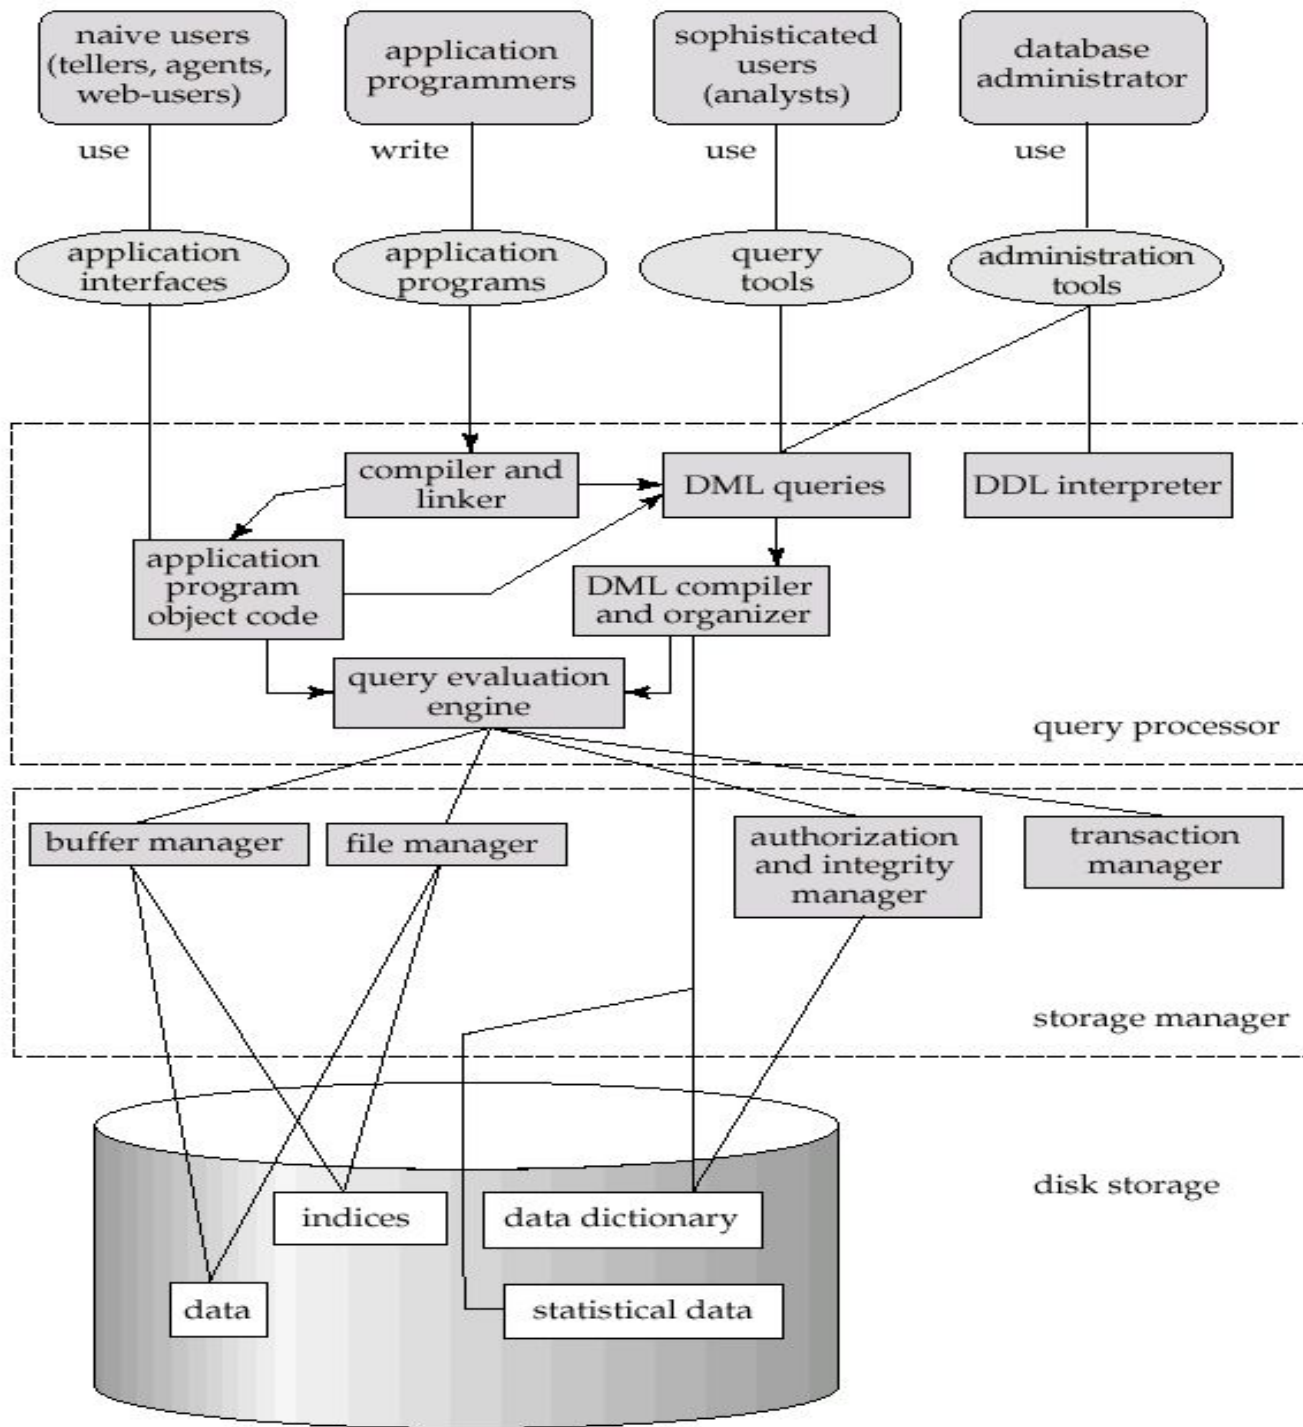 naive users
(tellers, agents,
web-users)
application
programmers
sophisticated
users
(analysts)
database
administrator
use
write
use
use
application
interfaces
application
programs
query
tools
administration
tools
compiler and
linker
DML queries
DDL interpreter
application
program
object code
DML compiler
and organizer
query evaluation
engine
query processor
buffer manager
file manager
authorization
and integrity
manager
transaction
manager
storage manager
disk storage
indices
data dictionary
data
statistical data